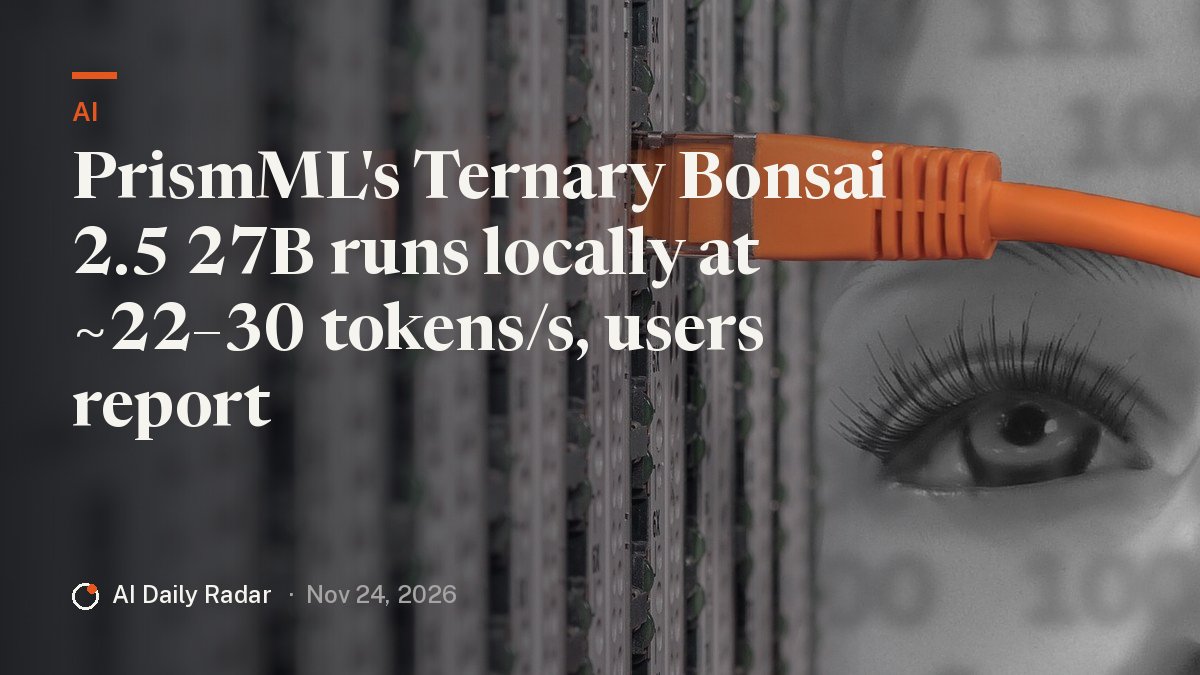 AI
PrismML's Ternary Bonsai
2.5 27B runs locally at
~22–30 tokens/s, users
report
AI Daily Radar · Nov 24, 2026